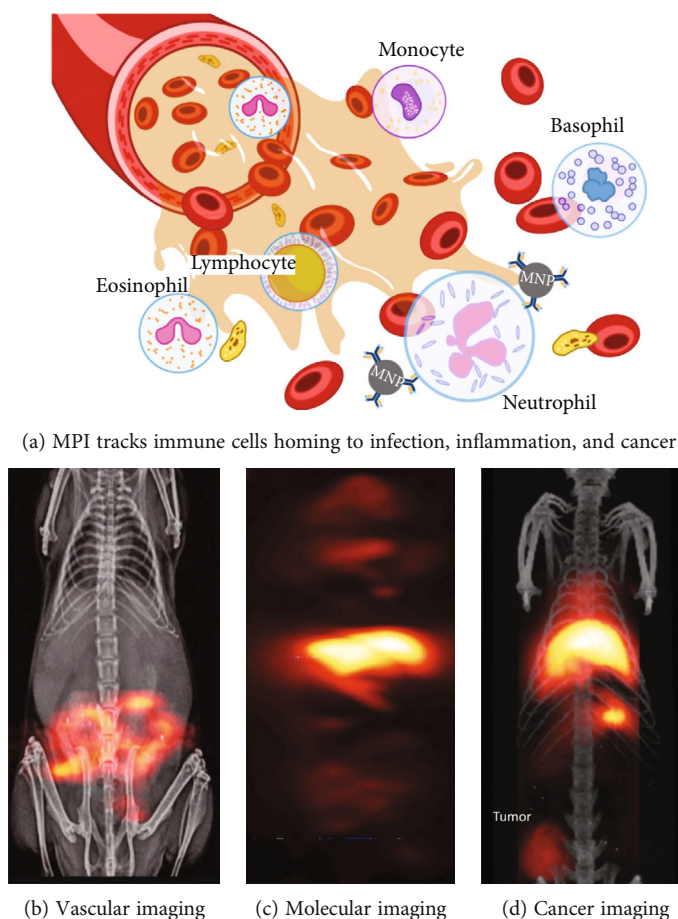 Monocyte
Basophil
Lymphocyte
Eosinophil
MNP
MNP
Neutrophil
(a) MPI tracks immune cells homing to infection, inflammation, and cancer
Tumor
(b) Vascular imaging
(c) Molecular imaging
(d) Cancer imaging